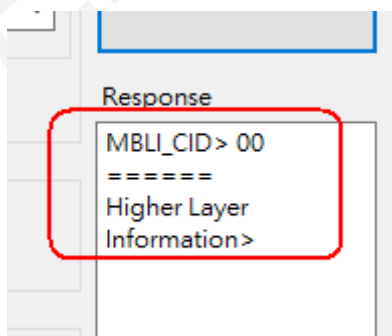 Response
MBLI_CID> 00
======
Higher Layer
Information>